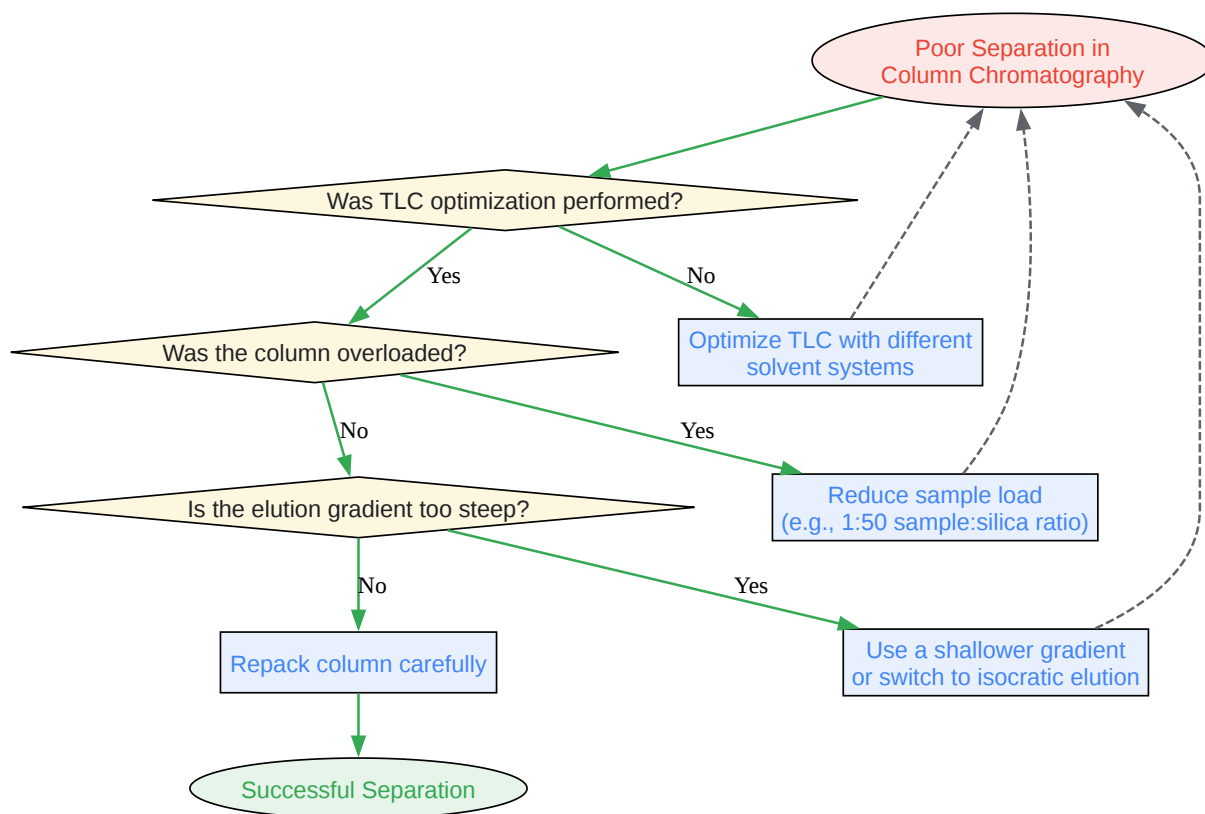 Poor Separation in
Column Chromatography
Was TLC optimization performed?
Yes
No
Optimize TLC with different
solvent systems
Was the column overloaded?
No
Yes
Reduce sample load
(e.g., 1:50 sample:silica ratio)
Is the elution gradient too steep?
No
Yes
Repack column carefully
Use a shallower gradient
or switch to isocratic elution
Successful Separation